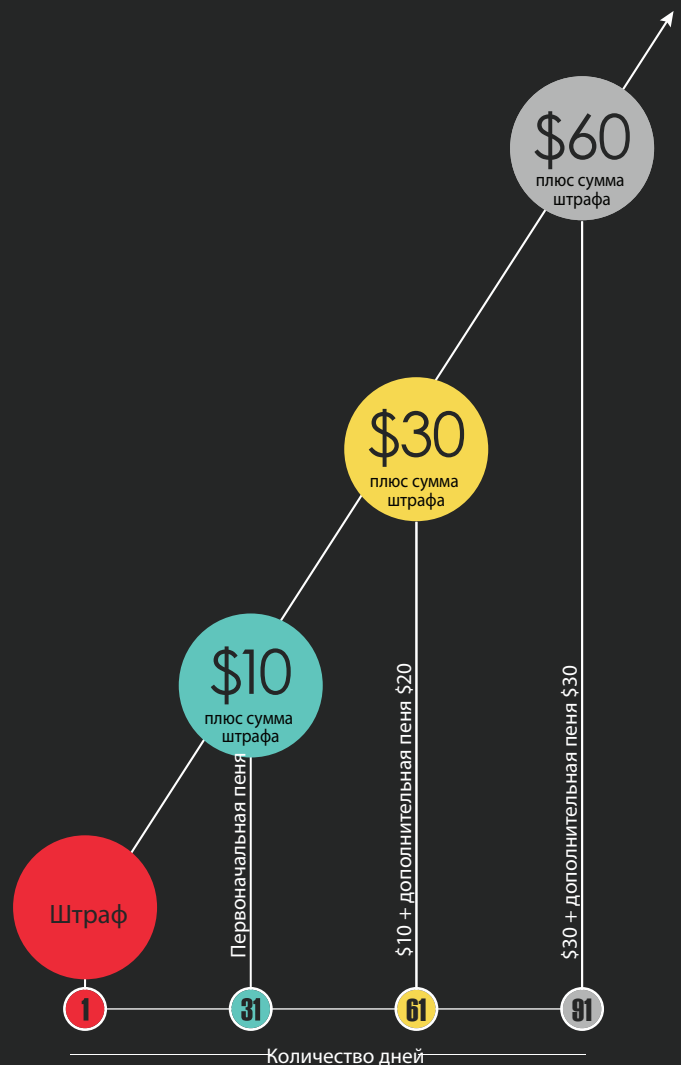 $60
плюс сумма
штрафа
$30
плюс сумма
штрафа
$10
плюс сумма
штрафа
Штраф
Первоначальная пеня
$10 + дополнительная пеня $20
$30 + дополнительная пеня $30
1
31
61
91
Количество дней